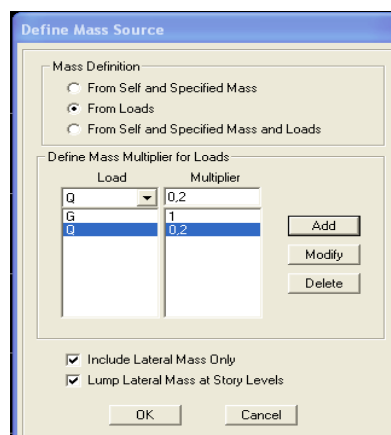 Define Mass Source
Mass Definition
From Self and Specified Mass
From Loads
From Self and Specified Mass and Loads
Define Mass Multiplier for Loads
Load Multiplier
Q 0,2
G 1
Q 0,2
Add
Modify
Delete
Include Lateral Mass Only
Lump Lateral Mass at Story Levels
OK Cancel